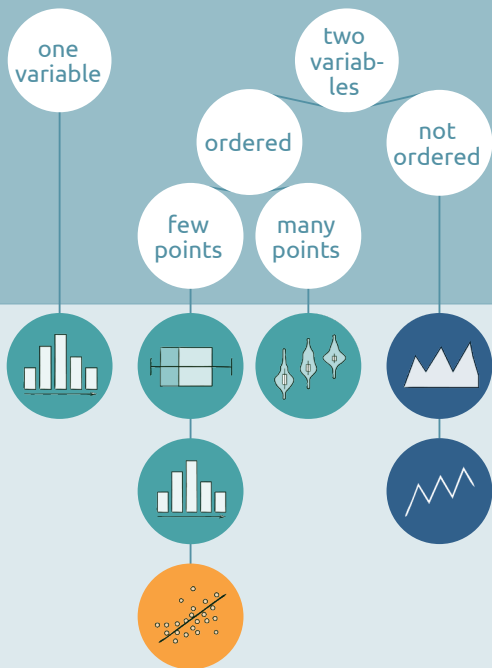 one
variable
two
variab-
les
ordered
not
ordered
few
points
many
points